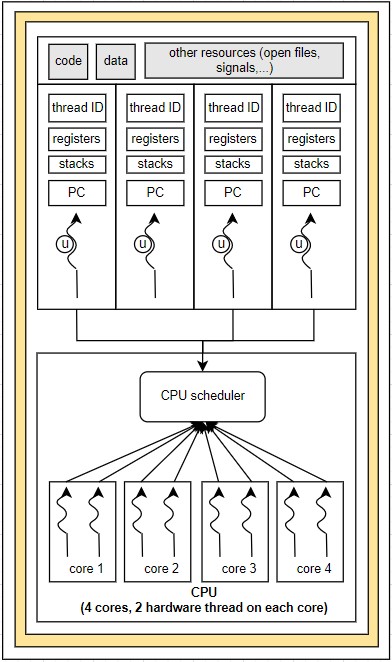 code
data
other resources (open files,
signals,...)
thread ID
thread ID
thread ID
thread ID
registers
registers
registers
registers
stacks
stacks
stacks
stacks
PC
PC
PC
PC
u
u
u
u
CPU scheduler
core 1
core 2
core 3
core 4
CPU
(4 cores, 2 hardware thread on each core)